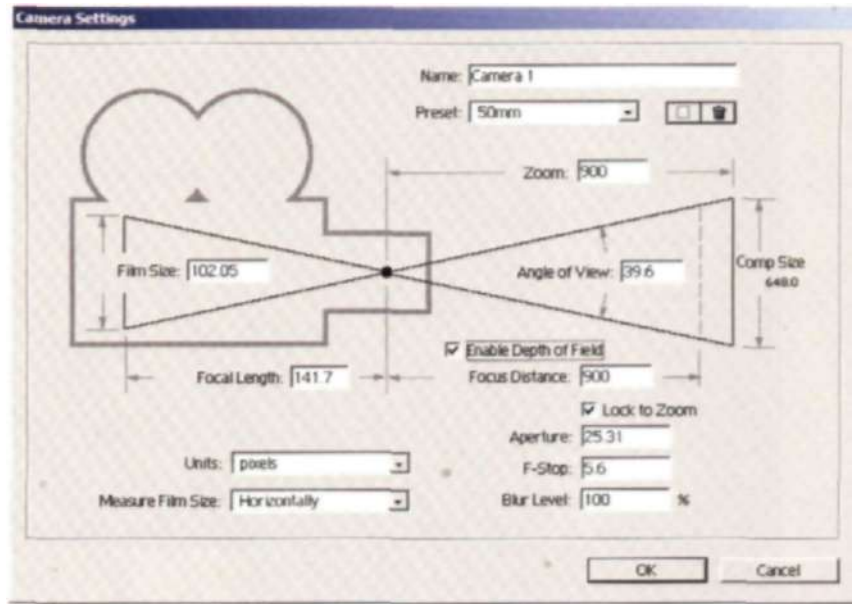 Camera Settings
Name: Camera 1
Preset: 50mm
Zoom: 900
Film Size: 102.05
Angle of View: 39.6
Comp Size
648.0
Enable Depth of Field
Focal Length: 141.7
Focus Distance: 900
Lock to Zoom
Aperture: 25.31
Units: pixels
F-Stop: 5.6
Measure Film Size: Horizontally
Blur Level: 100 %
OK
Cancel